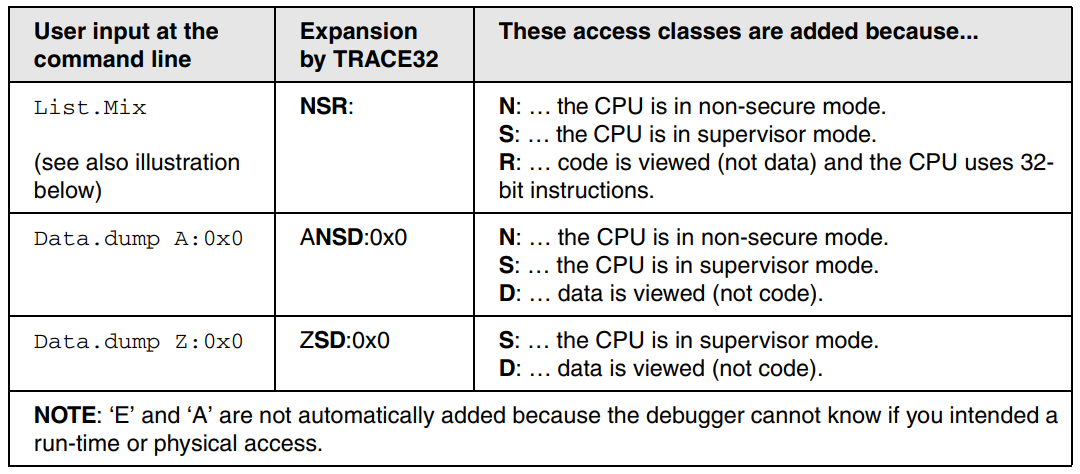 User input at the command line
Expansion by TRACE32
These access classes are added because...
List.Mix
(see also illustration below)
NSR:
N: … the CPU is in non-secure mode.
S: … the CPU is in supervisor mode.
R: … code is viewed (not data) and the CPU uses 32-
bit instructions.
Data.dump A:0x0
ANSD:0x0
N: … the CPU is in non-secure mode.
S: … the CPU is in supervisor mode.
D: … data is viewed (not code).
Data.dump Z:0x0
ZSD:0x0
S: … the CPU is in supervisor mode.
D: … data is viewed (not code).
NOTE: ‘E’ and ‘A’ are not automatically added because the debugger cannot know if you intended a
run-time or physical access.